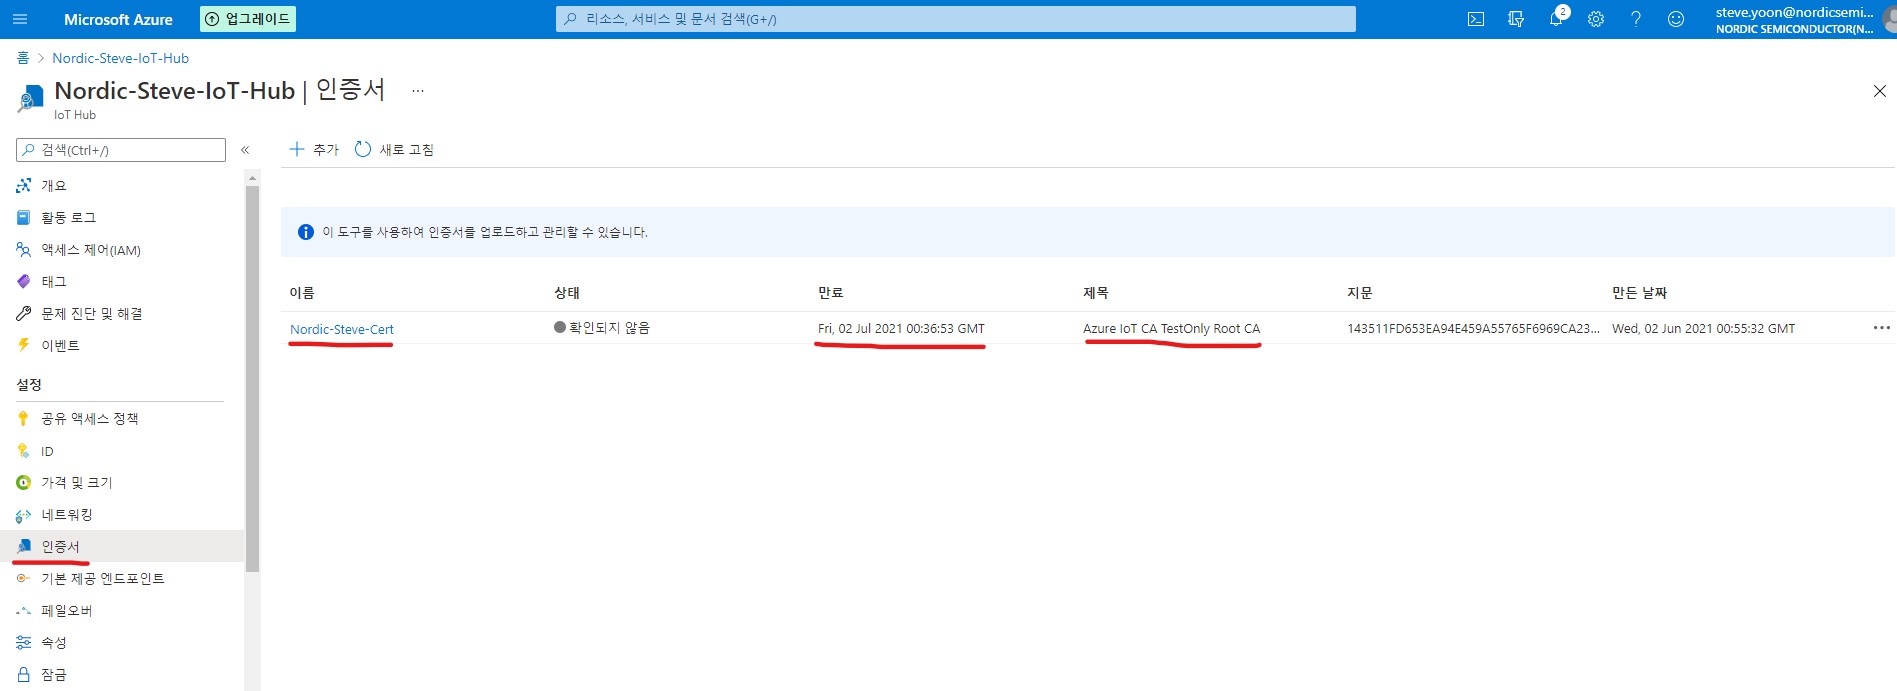 Microsoft Azure
업그레이드
리소스, 서비스 및 문서 검색(G+/)
2
steve.yoon@nordicsemi...
NORDIC SEMICONDUCTOR(N...
홈 > Nordic-Steve-IoT-Hub
Nordic-Steve-IoT-Hub | 인증서 ...
IoT Hub
검색(Ctrl+/)
«
추가
새로 고침
개요
활동 로그
액세스 제어(IAM)
태그
문제 진단 및 해결
이벤트
설정
공유 액세스 정책
ID
가격 및 크기
네트워킹
인증서
기본 제공 엔드포인트
페일오버
속성
잠금
이 도구를 사용하여 인증서를 업로드하고 관리할 수 있습니다.
이름 상태 만료 제목 지문 만든 날짜
Nordic-Steve-Cert 확인되지 않음 Fri, 02 Jul 2021 00:36:53 GMT Azure IoT CA TestOnly Root CA 143511FD653EA94E459A55765F6969CA23... Wed, 02 Jun 2021 00:55:32 GMT ...